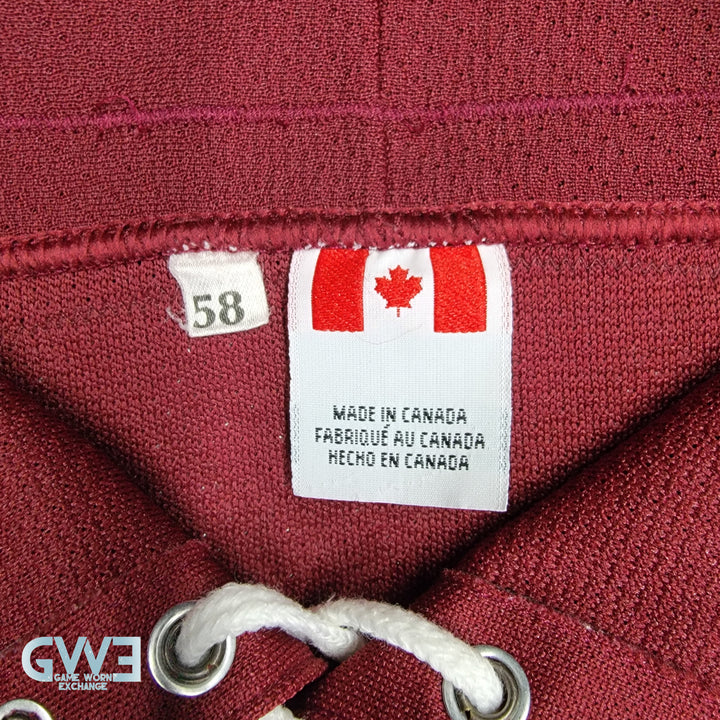 58
MADE IN CANADA
FABRIQUÉ AU CANADA
HECHO EN CANADA
GWE
GAME WORN
EXCHANGE